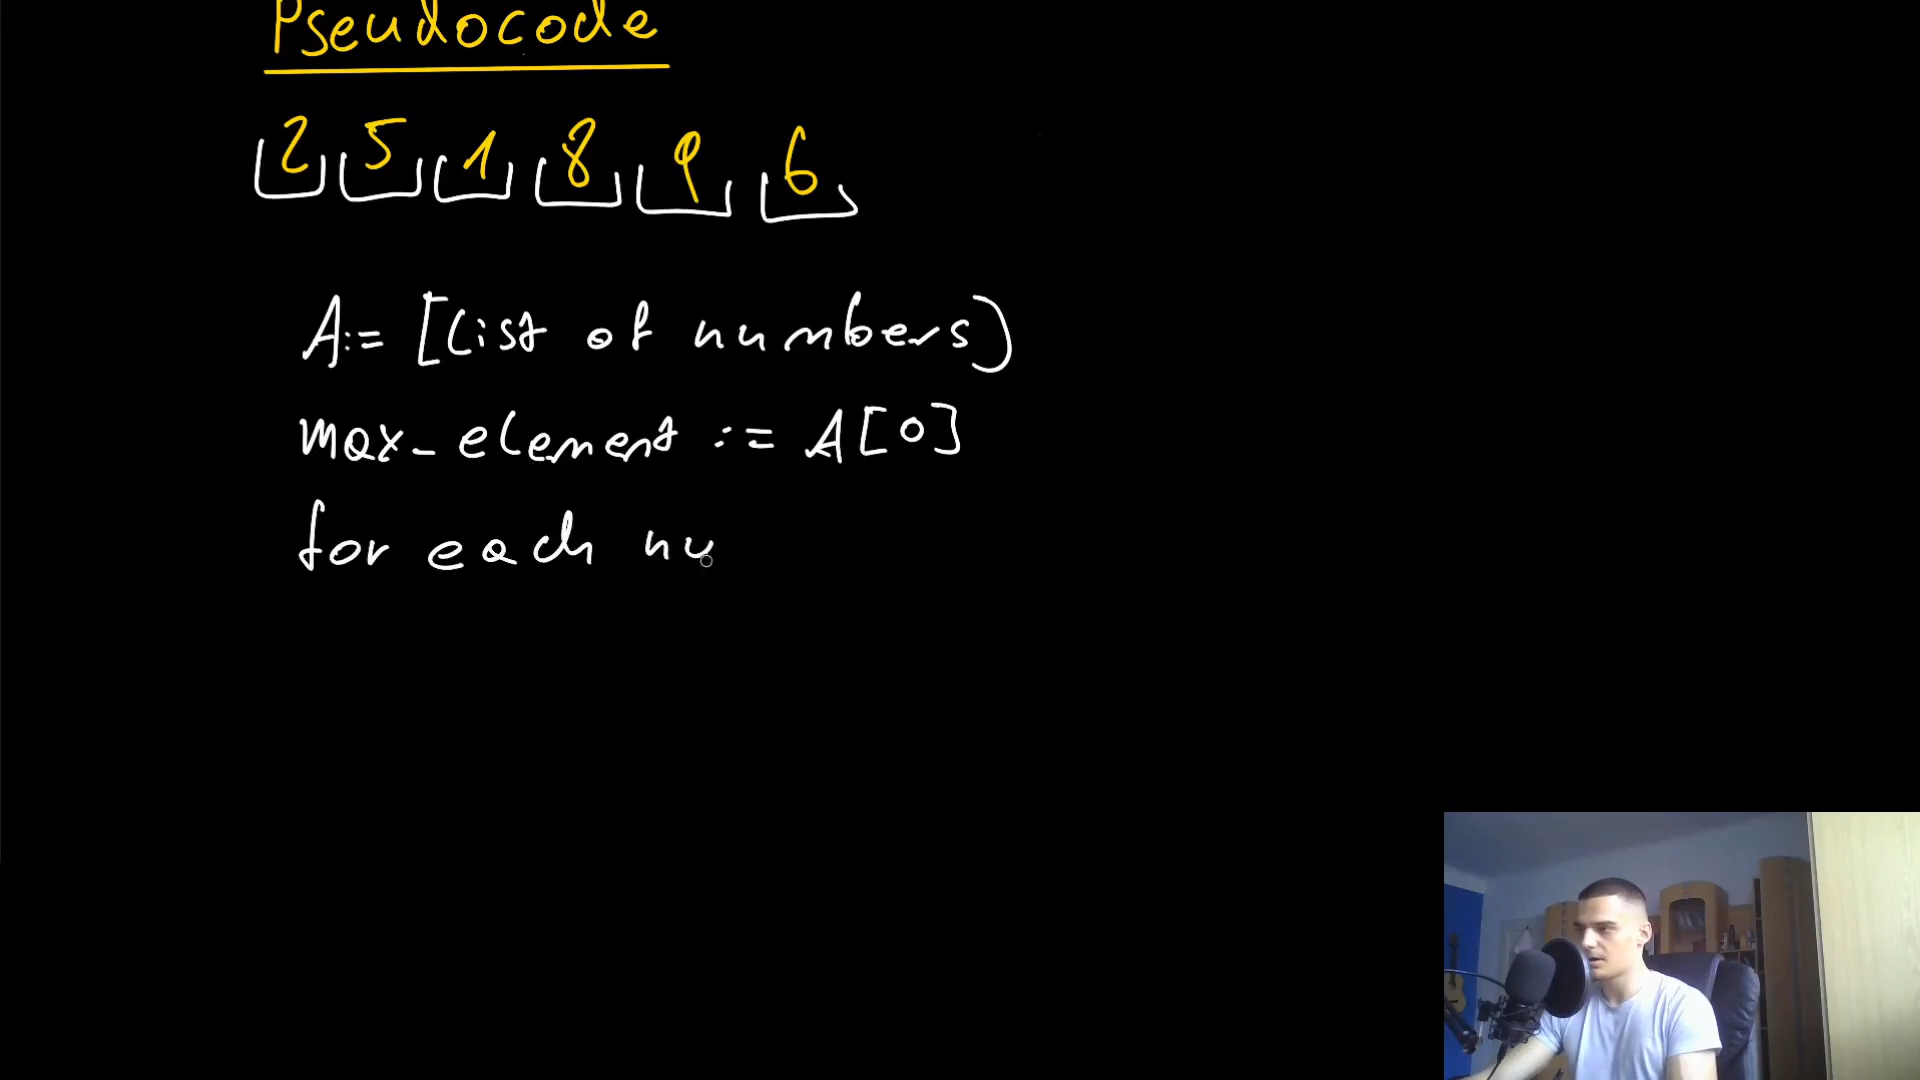 Pseudocode
2 5 1 8 9 6
A:= [list of numbers]
max_element := A[0]
for each nu